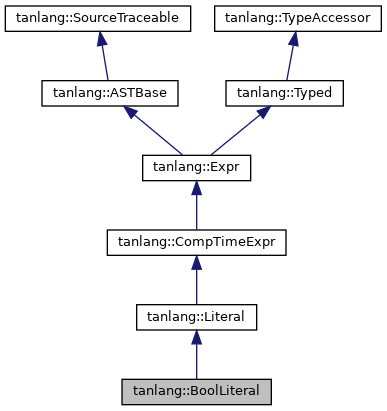 tanlang::SourceTraceable
tanlang::TypeAccessor
tanlang::ASTBase
tanlang::Typed
tanlang::Expr
tanlang::CompTimeExpr
tanlang::Literal
tanlang::BoolLiteral